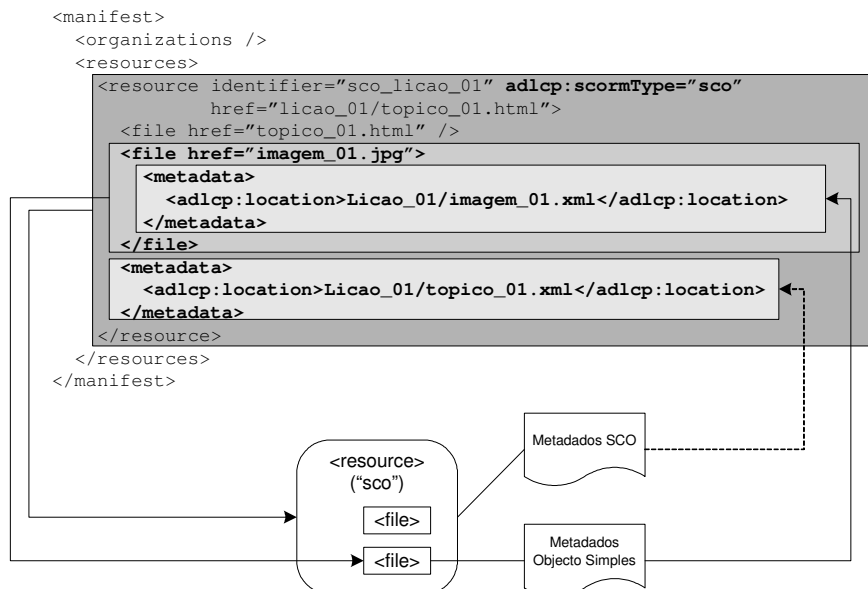 <manifest>
<organizations />
<resources>
<resource identifier="sco_licao_01" adlcp:scormType="sco"
href="licao_01/topico_01.html">
<file href="topico_01.html" />
<file href="imagem_01.jpg">
<metadata>
<adlcp:location>Licao_01/imagem_01.xml</adlcp:location>
</metadata>
</file>
<metadata>
<adlcp:location>Licao_01/topico_01.xml</adlcp:location>
</metadata>
</resource>
</resources>
</manifest>
<resource>
("sco")
<file>
<file>
Metadados SCO
Metadados
Objecto Simples